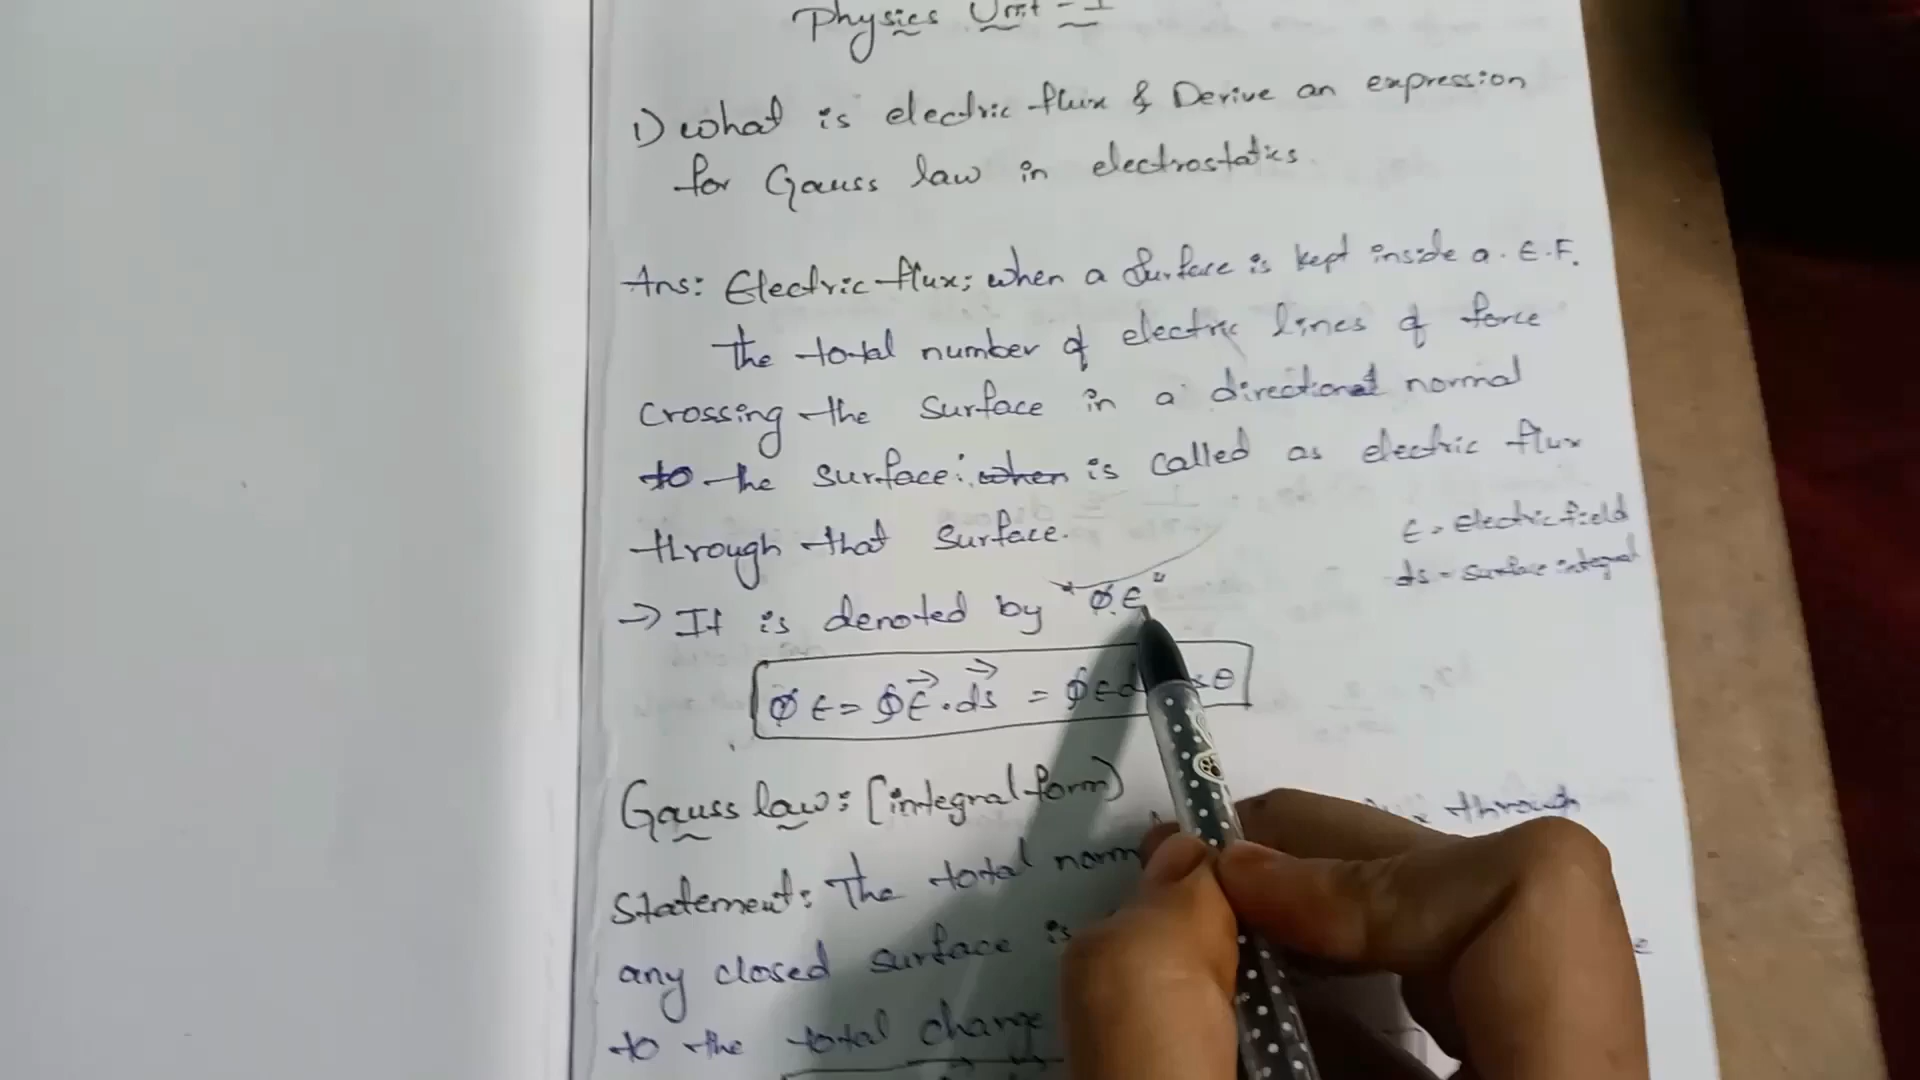 Physics Unit - I
1) what is electric flux & Derive an expression
for Gauss law in electrostatics.
Ans: Electric flux: when a surface is kept inside a. E.F.
the total number of electric lines of force
crossing the surface in a directional normal
to the surface. when is called as electric flux
through that surface.
E = Electric field
ds = surface integral
→ It is denoted by "ØE"
ØE = ∮E⃗.ds⃗ = ∮E
Gauss law: [integral form)
Statement: The total through
any closed surface is
to the total charge